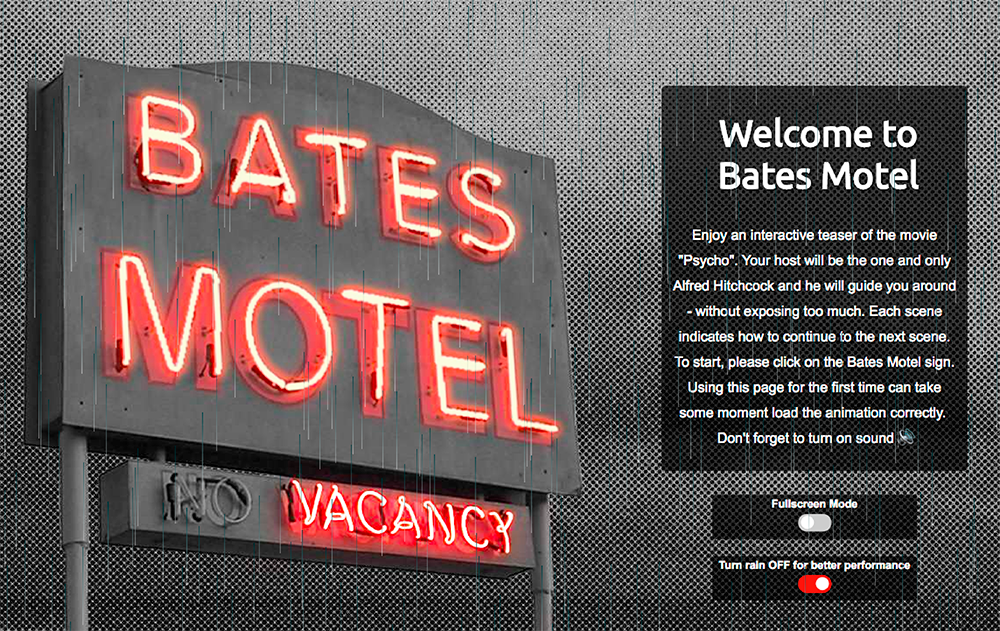 BATES
MOTEL
NO VACANCY
Welcome to
Bates Motel
Enjoy an interactive teaser of the movie
"Psycho". Your host will be the one and only
Alfred Hitchcock and he will guide you around
- without exposing too much. Each scene
indicates how to continue to the next scene.
To start, please click on the Bates Motel sign.
Using this page for the first time can take
some moment load the animation correctly.
Don't forget to turn on sound 🔊
Fullscreen Mode
Turn rain OFF for better performance